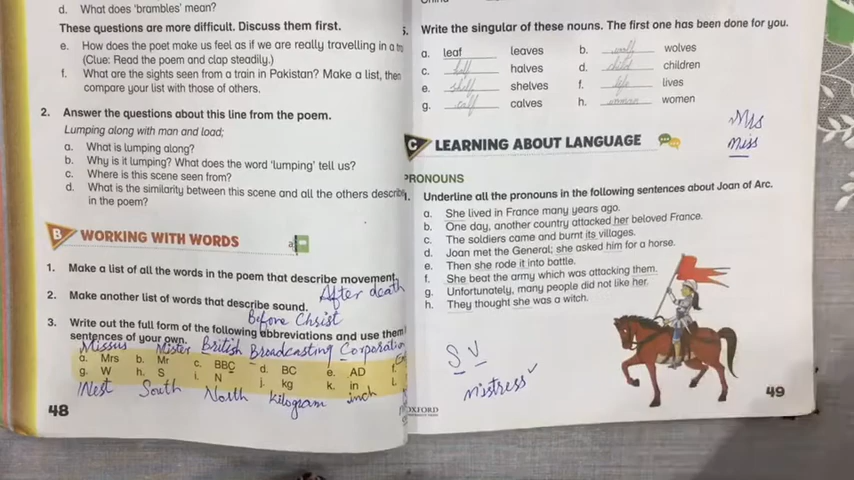 d. What does 'brambles' mean?
These questions are more difficult. Discuss them first.
e. How does the poet make us feel as if we are really travelling in a
(Clue: Read the poem and clap steadily.)
f. What are the sights seen from a train in Pakistan? Make a list, then
compare your list with those of others.
2. Answer the questions about this line from the poem.
Lumping along with man and load;
a. What is lumping along?
b. Why is it lumping? What does the word 'lumping' tell us?
c. Where is this scene seen from?
d. What is the similarity between this scene and all the others
in the poem?
B WORKING WITH WORDS
1. Make a list of all the words in the poem that describe movement.
After death
2. Make another list of words that describe sound.
Before Christ
3. Write out the full form of the following abbreviations and use them
sentences of your own.
Missus Mister British Broadcasting Corporation
a. Mrs b. Mr c. BBC d. BC e. AD f.
g. W h. S i. N j. kg k. in l.
West South North kilogram inch
48
5. Write the singular of these nouns. The first one has been done for you.
a. leaf leaves b. wolf wolves
c. half halves d. child children
e. shelf shelves f. life lives
g. calf calves h. woman women
Mrs
Miss
C LEARNING ABOUT LANGUAGE
PRONOUNS
1. Underline all the pronouns in the following sentences about Joan of Arc.
a. She lived in France many years ago.
b. One day, another country attacked her beloved France.
c. The soldiers came and burnt its villages.
d. Joan met the General; she asked him for a horse.
e. Then she rode it into battle.
f. She beat the army which was attacking them.
g. Unfortunately, many people did not like her.
h. They thought she was a witch.
S V
Mistress
OXFORD
49